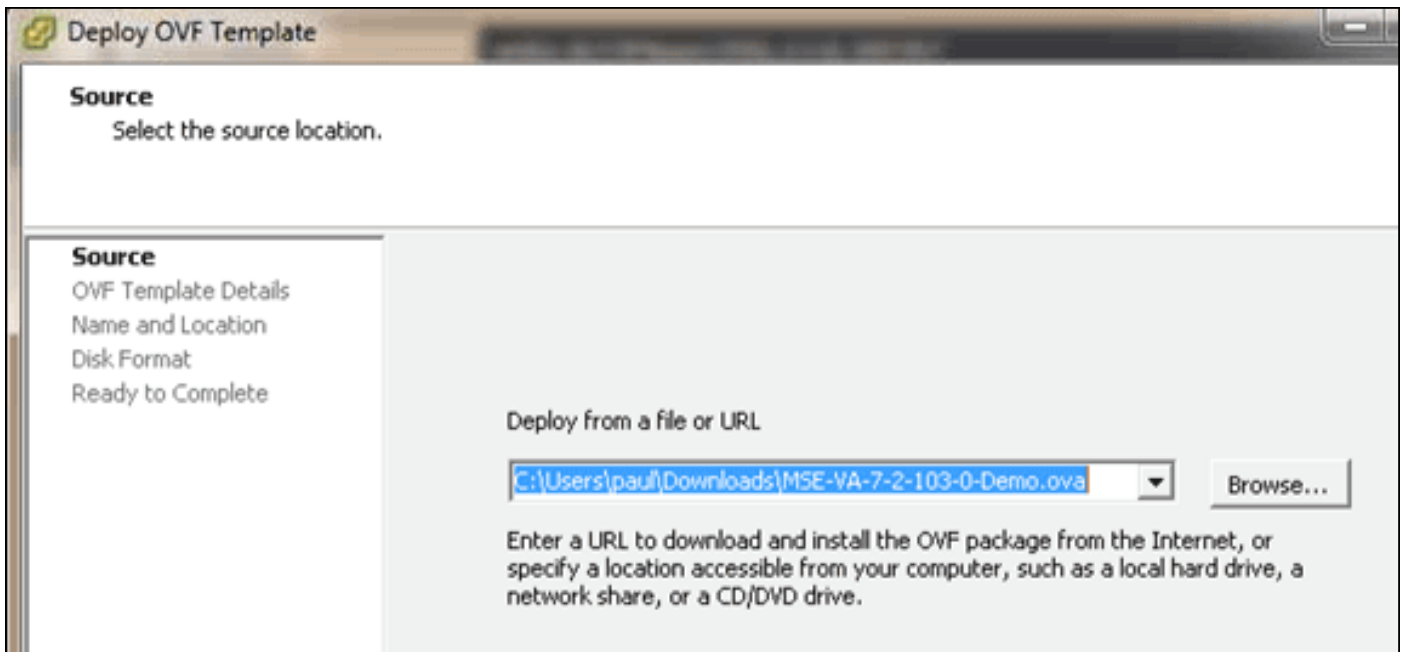 Deploy OVF Template
Source
Select the source location.
Source
OVF Template Details
Name and Location
Disk Format
Ready to Complete
Deploy from a file or URL
C:\Users\paul\Downloads\MSE-VA-7-2-103-0-Demo.ova
Browse...
Enter a URL to download and install the OVF package from the Internet, or
specify a location accessible from your computer, such as a local hard drive, a
network share, or a CD/DVD drive.